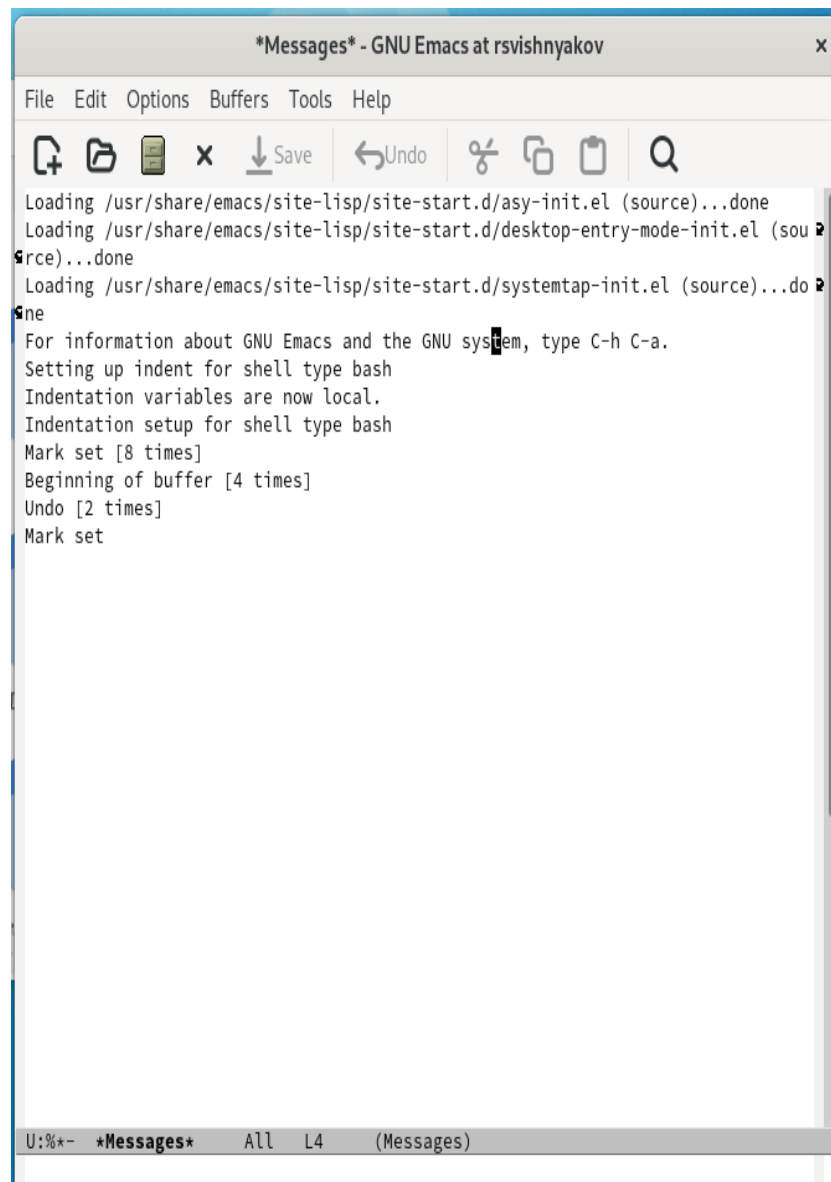 *Messages* - GNU Emacs at rsvishnyakov
File Edit Options Buffers Tools Help
Save Undo
Loading /usr/share/emacs/site-lisp/site-start.d/asy-init.el (source)...done
Loading /usr/share/emacs/site-lisp/site-start.d/desktop-entry-mode-init.el (sou
rce)...done
Loading /usr/share/emacs/site-lisp/site-start.d/systemtap-init.el (source)...do
ne
For information about GNU Emacs and the GNU system, type C-h C-a.
Setting up indent for shell type bash
Indentation variables are now local.
Indentation setup for shell type bash
Mark set [8 times]
Beginning of buffer [4 times]
Undo [2 times]
Mark set
U:%*- *Messages* All L4 (Messages)